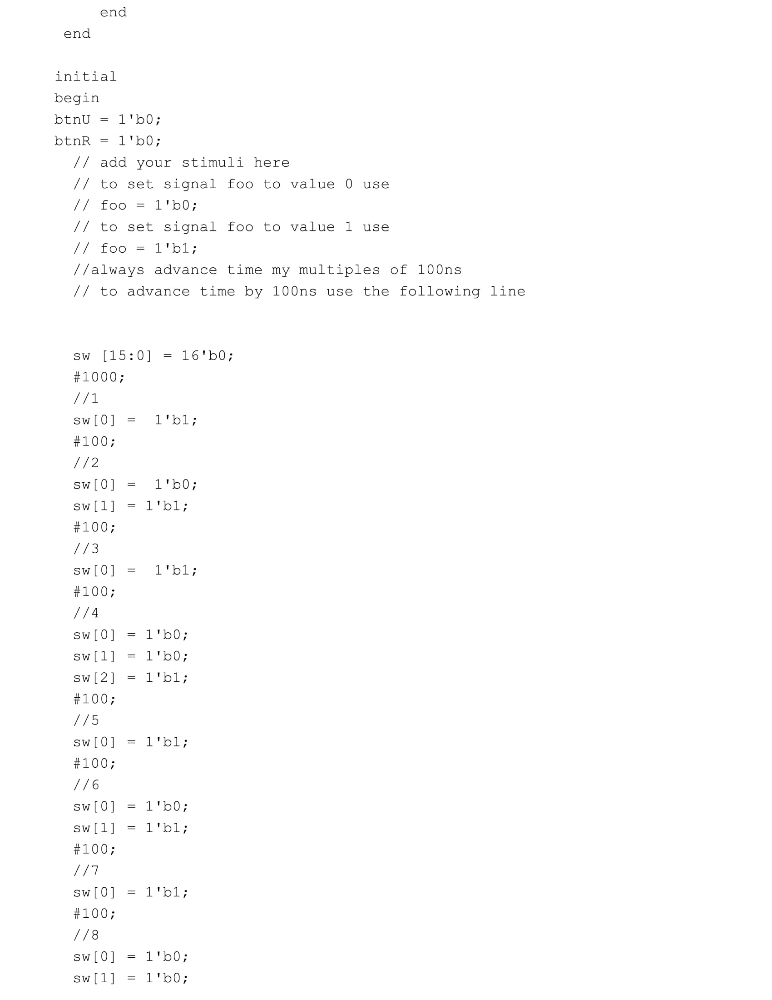 end
end
initial
begin
btnU = 1'b0;
btnR = 1'b0;
// add your stimuli here
// to set signal foo to value 0 use
// foo = 1'b0;
// to set signal foo to value 1 use
// foo = 1'b1;
//always advance time my multiples of 100ns
// to advance time by 100ns use the following line
sw [15:0] = 16'b0;
#1000;
//1
sw[0] =  1'b1;
#100;
//2
sw[0] =  1'b0;
sw[1] = 1'b1;
#100;
//3
sw[0] =  1'b1;
#100;
//4
sw[0] = 1'b0;
sw[1] = 1'b0;
sw[2] = 1'b1;
#100;
//5
sw[0] = 1'b1;
#100;
//6
sw[0] = 1'b0;
sw[1] = 1'b1;
#100;
//7
sw[0] = 1'b1;
#100;
//8
sw[0] = 1'b0;
sw[1] = 1'b0;